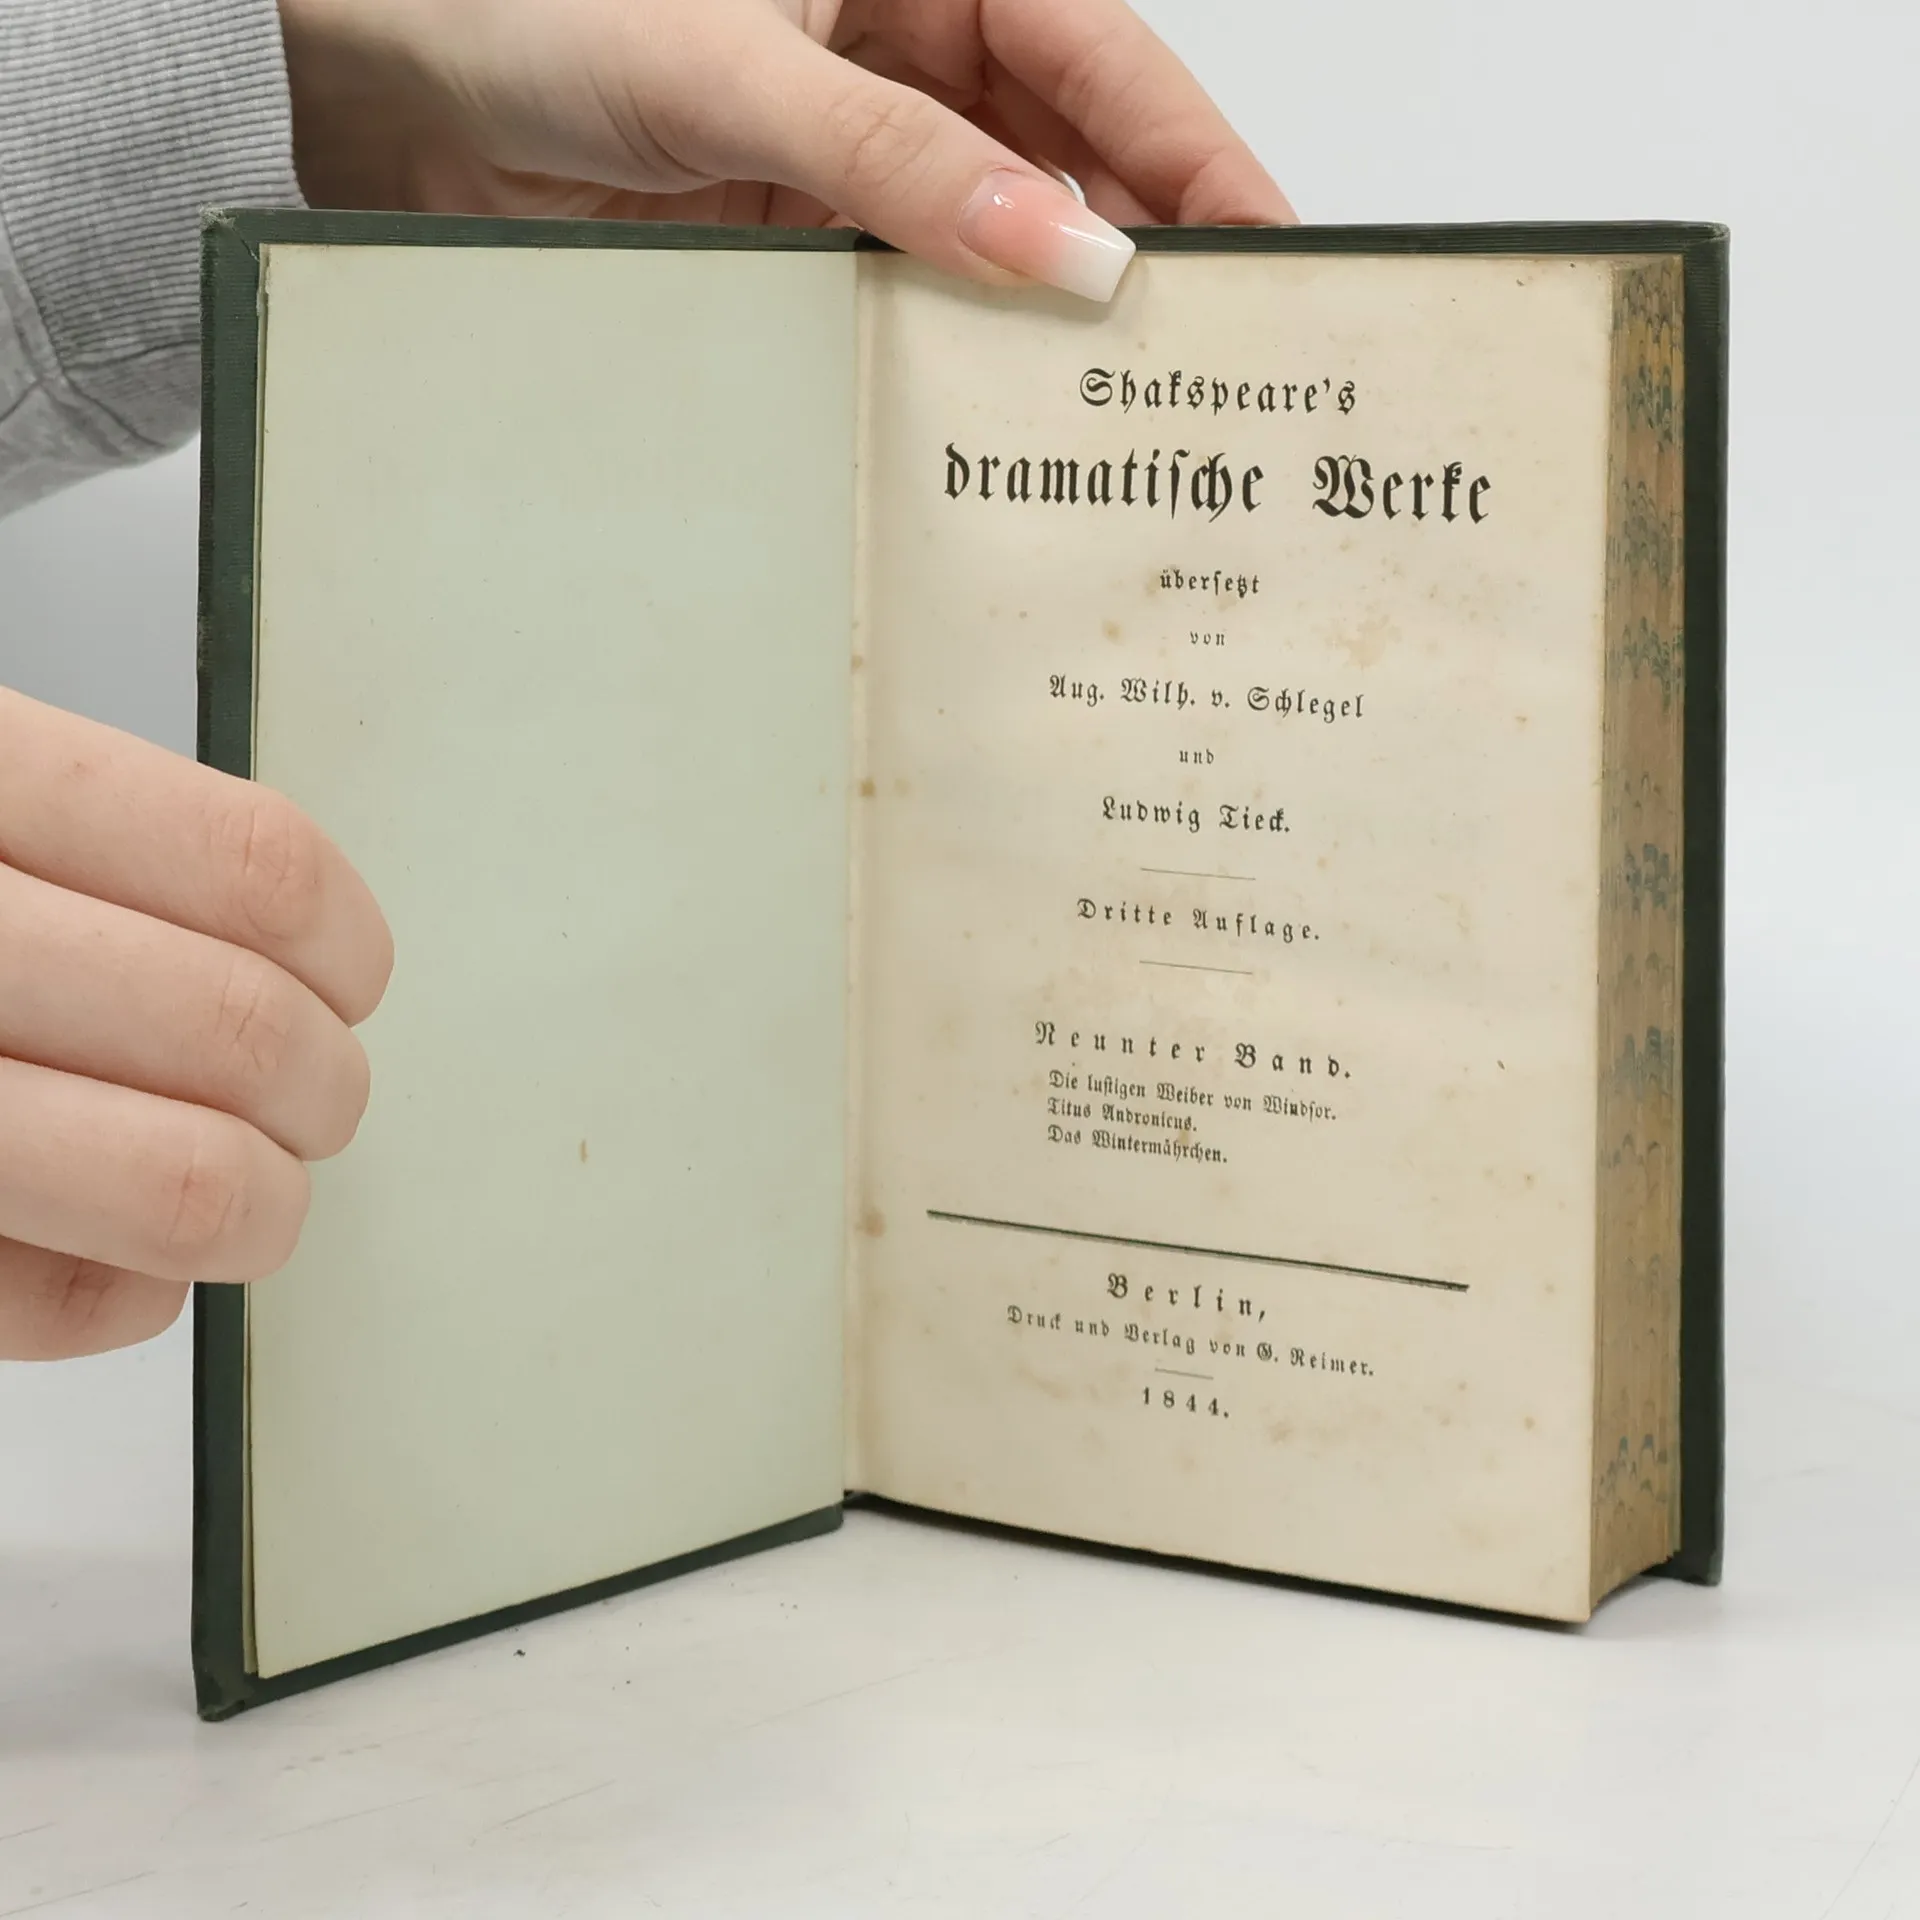 Shakspeare's
dramatische Werke
übersetzt
von
Aug. Wilh. v. Schlegel
und
Ludwig Tieck.
Dritte Auflage.
Neunter Band.
Die lustigen Weiber von Windsor.
Titus Andronicus.
Das Wintermährchen.
Berlin,
Druck und Verlag von G. Reimer.
1844.